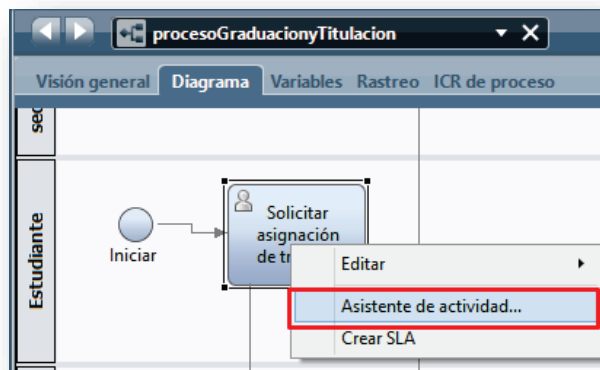 procesoGraduacionyTitulacion
Visión general Diagrama Variables Rastreo ICR de proceso
Estudiante
Iniciar
Solicitar
asignación
Editar
Asistente de actividad...
Crear SLA